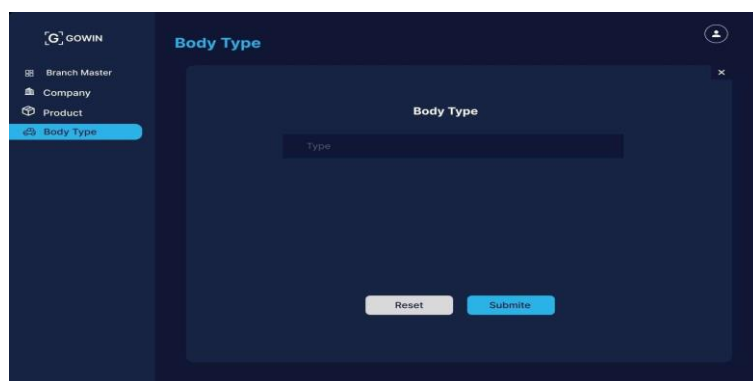 [G] GOWIN
Body Type
Branch Master
Company
Product
Body Type
×
Body Type
Type
Reset
Submite